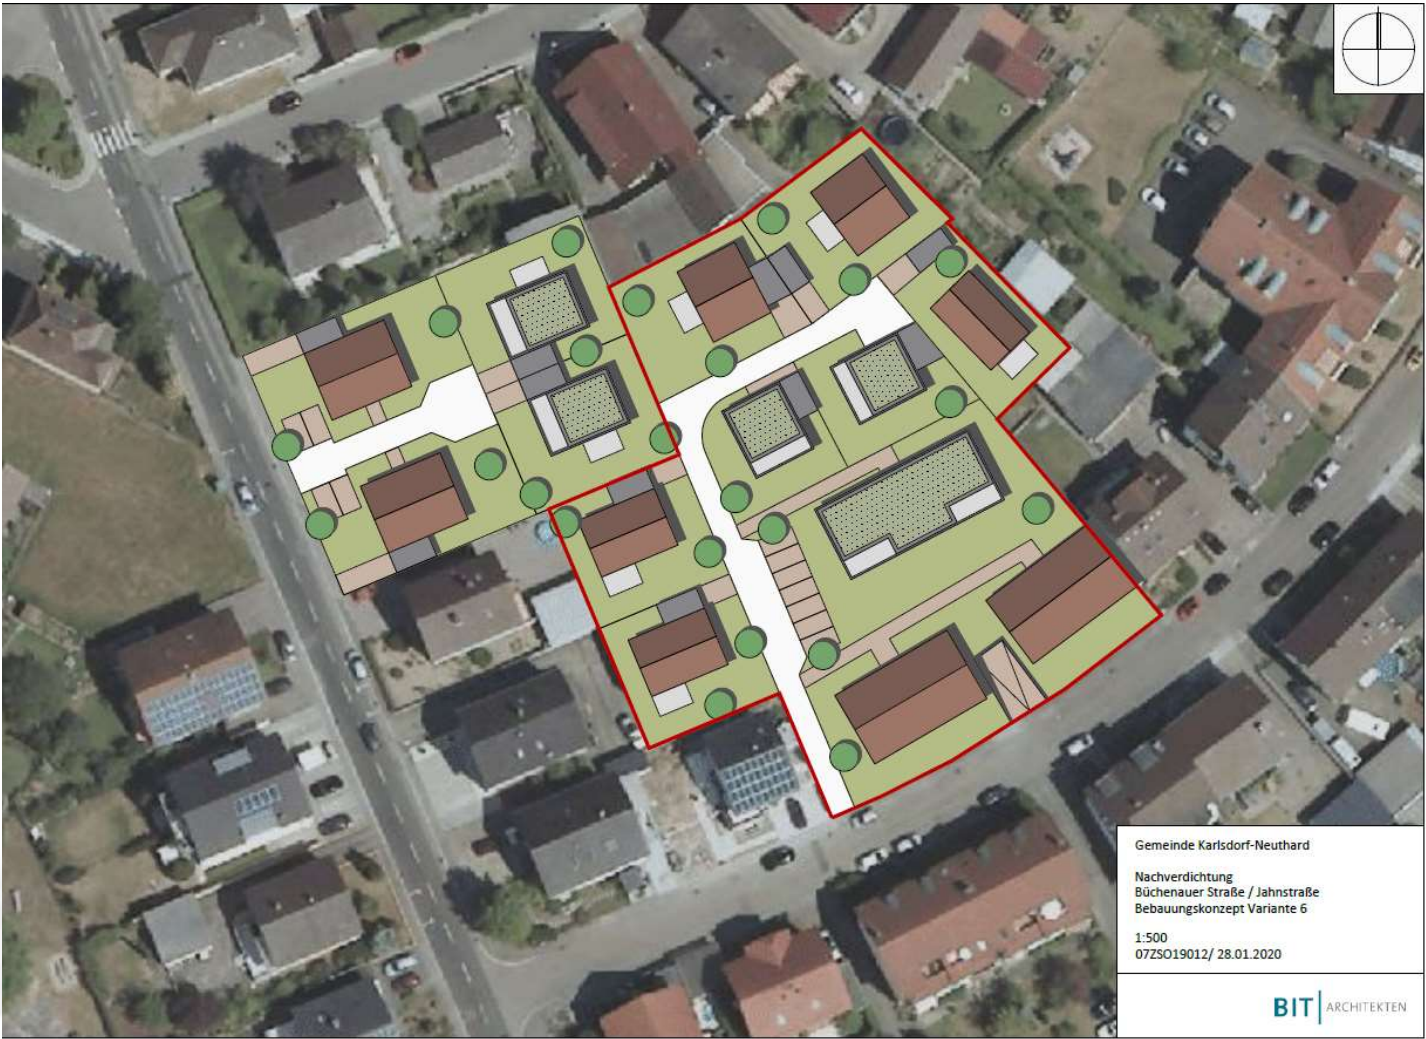 Gemeinde Karlsdorf-Neuthard
Nachverdichtung
Büchenauer Straße / Jahnstraße
Bebauungskonzept Variante 6
1:500
07ZSO19012/ 28.01.2020
BIT ARCHITEKTEN